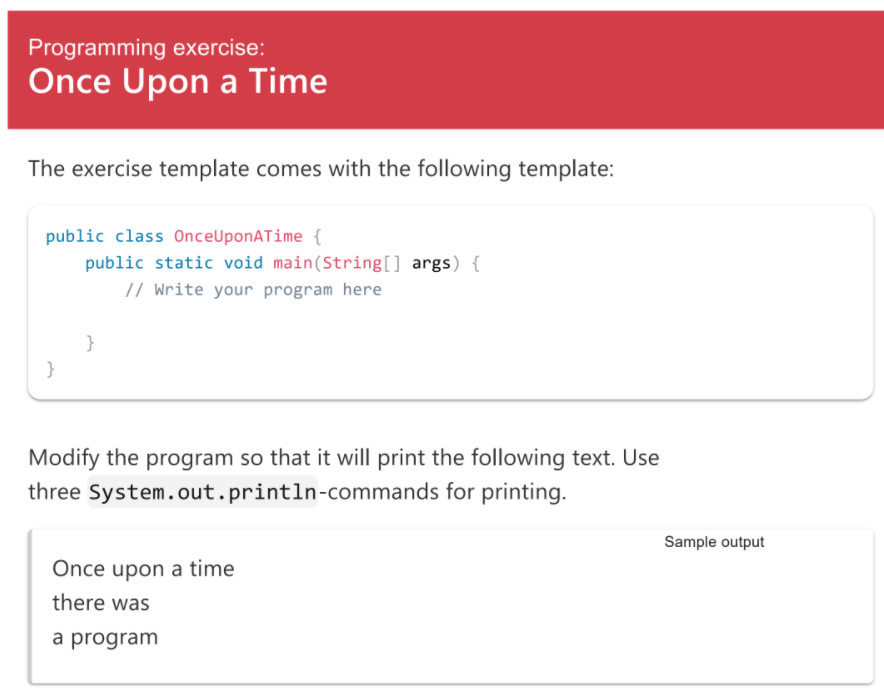 Programming exercise:
Once Upon a Time
The exercise template comes with the following template:
public class OnceUponATime {
    public static void main(String[] args) {
        // Write your program here
    }
}
Modify the program so that it will print the following text. Use
three System.out.println-commands for printing.
Sample output
Once upon a time
there was
a program